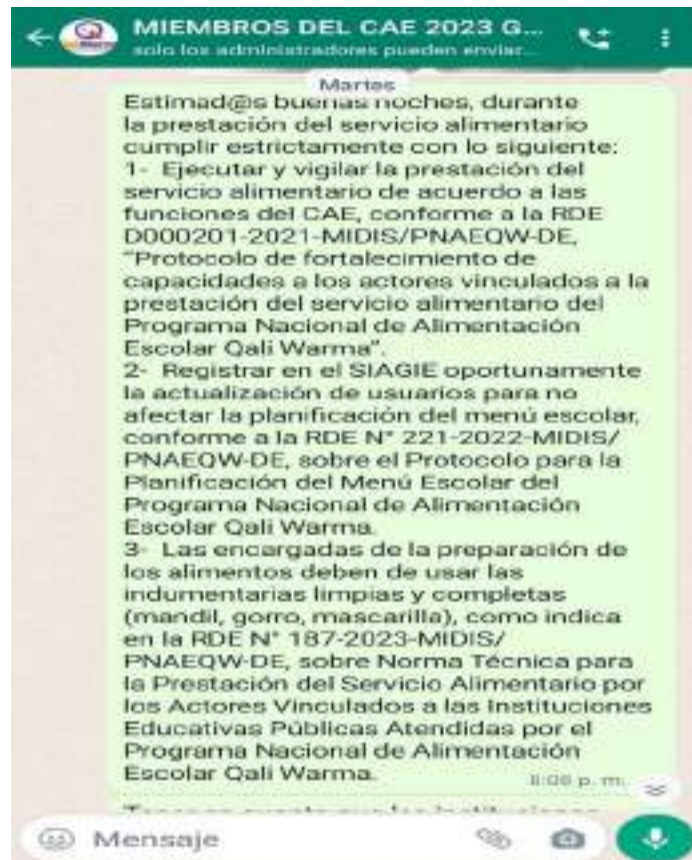 MIEMBROS DEL CAE 2023 G...
solo los administradores pueden enviar...
Martes
Estimad@s buenas noches, durante
la prestación del servicio alimentario
cumplir estrictamente con lo siguiente:
1- Ejecutar y vigilar la prestación del
servicio alimentario de acuerdo a las
funciones del CAE, conforme a la RDE
D000201-2021-MIDIS/PNAEQW-DE,
"Protocolo de fortalecimiento de
capacidades a los actores vinculados a la
prestación del servicio alimentario del
Programa Nacional de Alimentación
Escolar Qali Warma".
2- Registrar en el SIAGIE oportunamente
la actualización de usuarios para no
afectar la planificación del menú escolar,
conforme a la RDE N° 221-2022-MIDIS/
PNAEQW-DE, sobre el Protocolo para la
Planificación del Menú Escolar del
Programa Nacional de Alimentación
Escolar Qali Warma.
3- Las encargadas de la preparación de
los alimentos deben de usar las
indumentarias limpias y completas
(mandil, gorro, mascarilla), como indica
en la RDE N° 187-2023-MIDIS/
PNAEQW-DE, sobre Norma Técnica para
la Prestación del Servicio Alimentario por
los Actores Vinculados a las Instituciones
Educativas Públicas Atendidas por el
Programa Nacional de Alimentación
Escolar Qali Warma.
8:08 p. m.
Mensaje